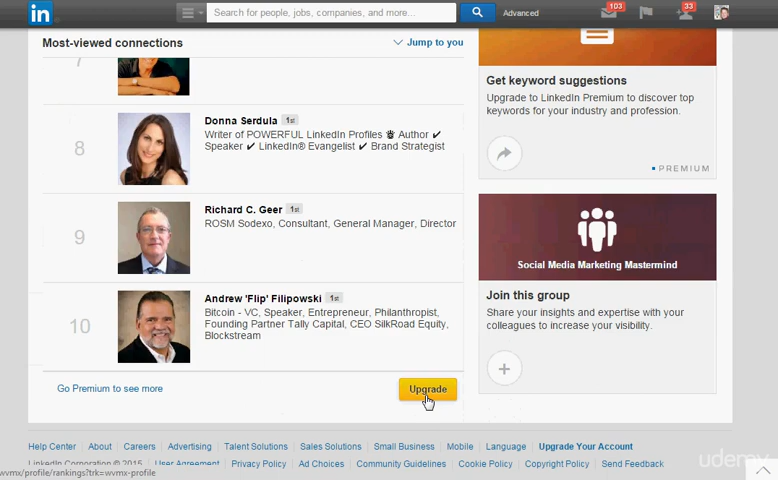 in
Search for people, jobs, companies, and more...
Advanced
103
33
Most-viewed connections
Jump to you
7
8
Donna Serdula 1st
Writer of POWERFUL LinkedIn Profiles ♛ Author ✔
Speaker ✔ LinkedIn® Evangelist ✔ Brand Strategist
9
Richard C. Geer 1st
ROSM Sodexo, Consultant, General Manager, Director
10
Andrew 'Flip' Filipowski 1st
Bitcoin - VC, Speaker, Entrepreneur, Philanthropist,
Founding Partner Tally Capital, CEO SilkRoad Equity,
Blockstream
Go Premium to see more
Upgrade
Get keyword suggestions
Upgrade to LinkedIn Premium to discover top
keywords for your industry and profession.
PREMIUM
Social Media Marketing Mastermind
Join this group
Share your insights and expertise with your
colleagues to increase your visibility.
Help Center About Careers Advertising Talent Solutions Sales Solutions Small Business Mobile Language Upgrade Your Account
LinkedIn Corporation © 2015 User Agreement Privacy Policy Ad Choices Community Guidelines Cookie Policy Copyright Policy Send Feedback
wvmx/profile/rankings?trk=wvmx-profile
udemy